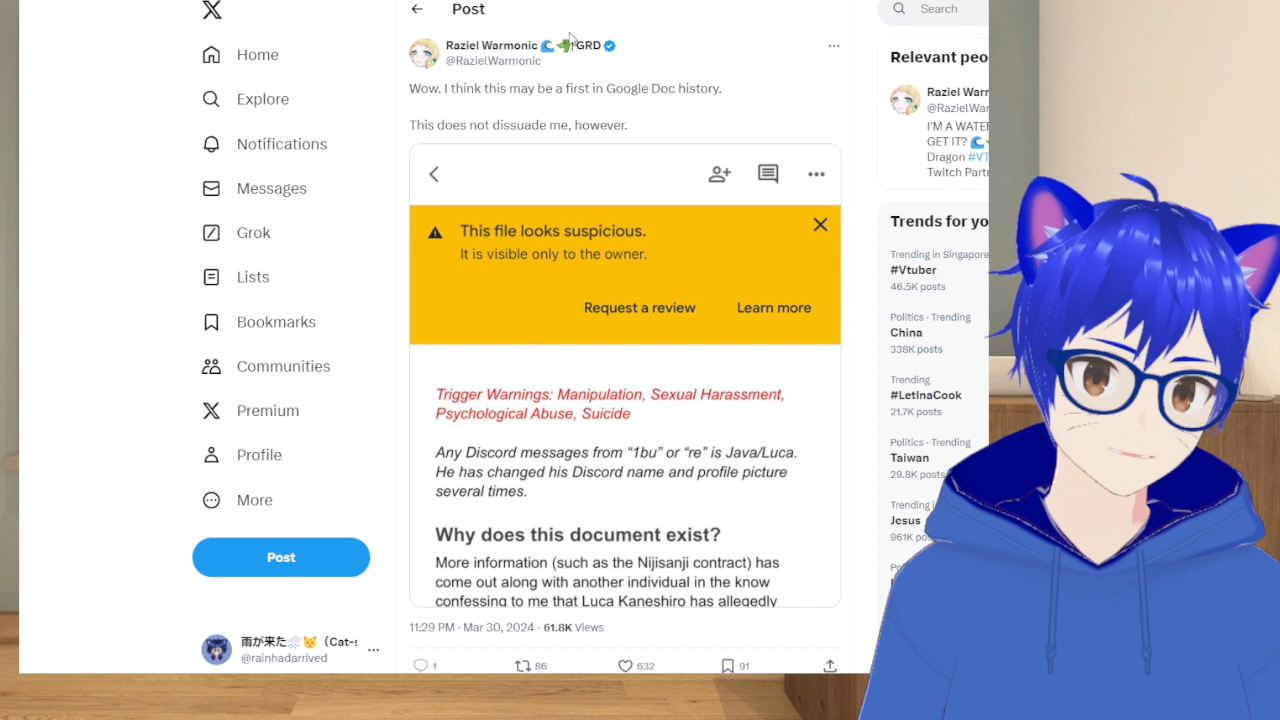 Home
Explore
Notifications
Messages
Grok
Lists
Bookmarks
Communities
Premium
Profile
More
Post
雨が来た🌧️😺 (Cat-
@rainhadarrived
Post
Raziel Warmonic 🌊🐉NGRD
@RazielWarmonic
Wow. I think this may be a first in Google Doc history.
This does not dissuade me, however.
This file looks suspicious.
It is visible only to the owner.
Request a review Learn more
Trigger Warnings: Manipulation, Sexual Harassment,
Psychological Abuse, Suicide
Any Discord messages from “1bu” or “re” is Java/Luca.
He has changed his Discord name and profile picture
several times.
Why does this document exist?
More information (such as the Nijisanji contract) has
come out along with another individual in the know
confessing to me that Luca Kaneshiro has allegedly
11:29 PM · Mar 30, 2024 · 61.8K Views
1 86 632 91
Search
Relevant peo
Raziel Warr
@RazielWar
I'M A WATE
GET IT? 🌊
Dragon #VT
Twitch Part
Trends for yo
Trending in Singapore
#Vtuber
46.5K posts
Politics · Trending
China
338K posts
Trending
#LetInaCook
21.7K posts
Politics · Trending
Taiwan
29.8K posts
Trending i
Jesus
961K po